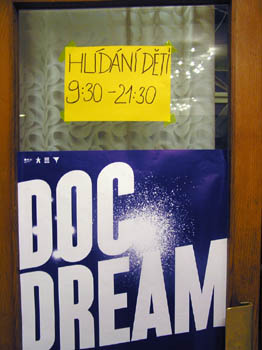 HLÍDÁNÍ DĚTÍ
9:30 - 21:30
DOC
DREAM